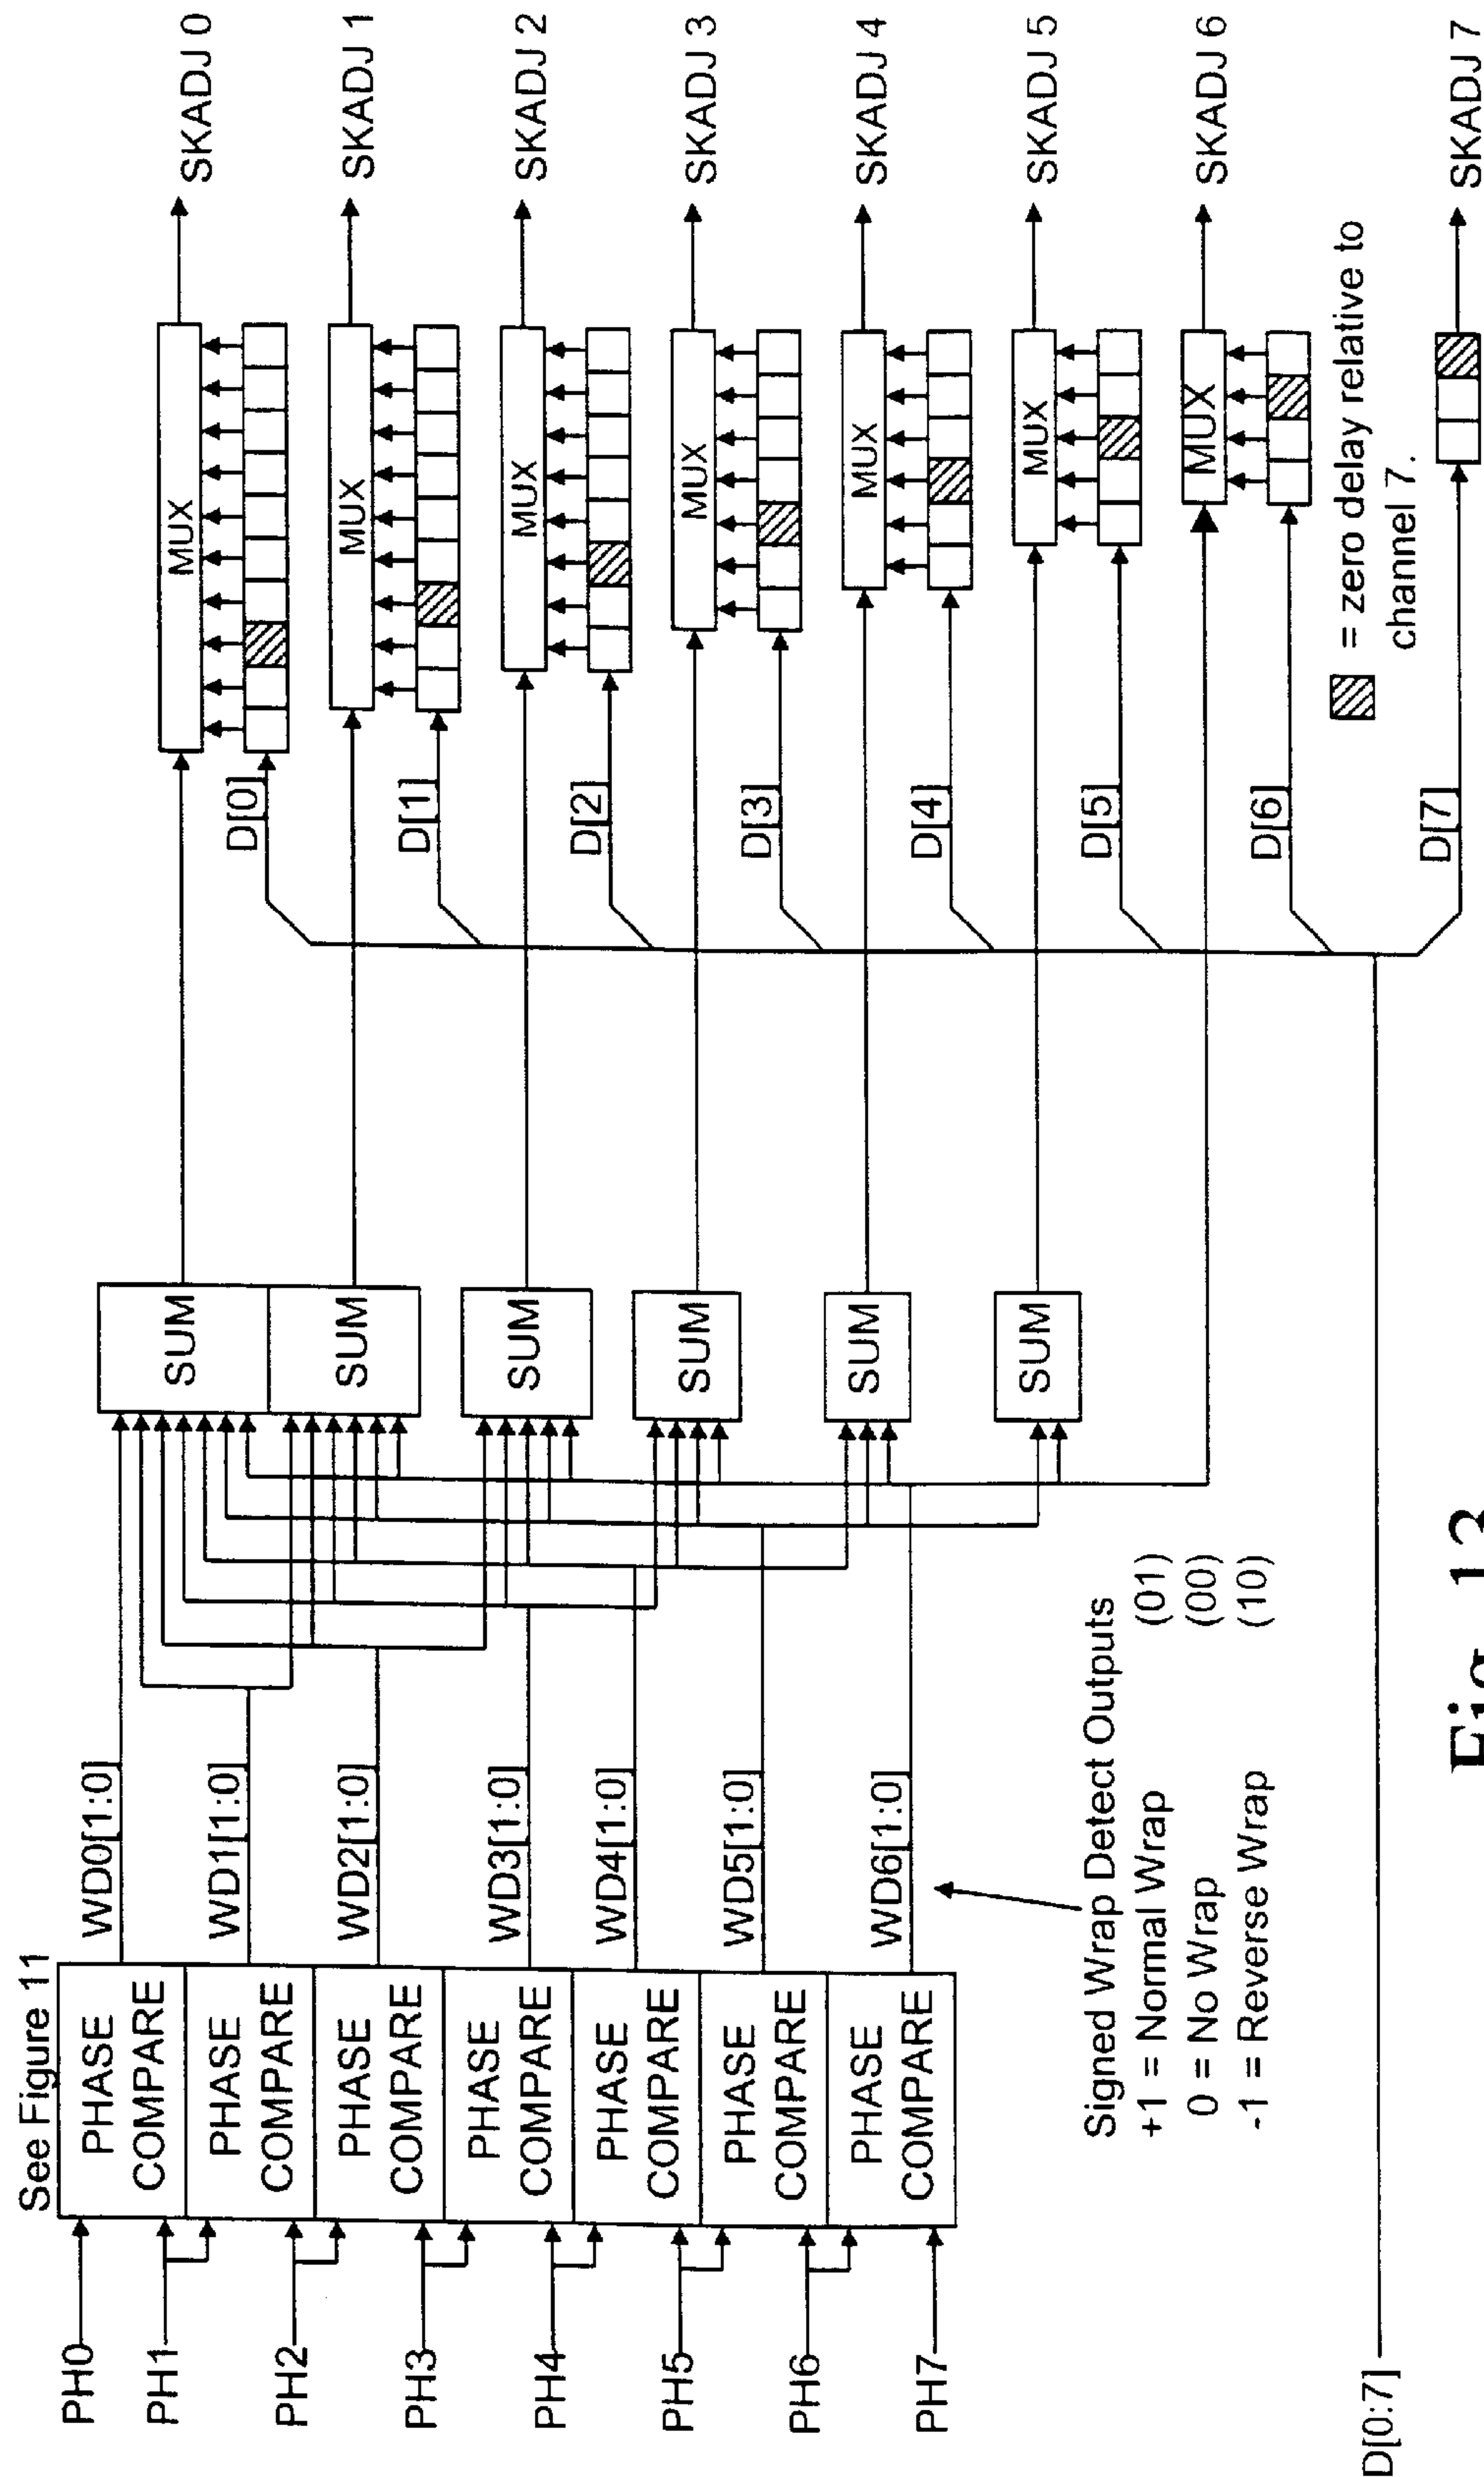 See Figure 11
PH0
PH1
PH2
PH3
PH4
PH5
PH6
PH7
PHASE
COMPARE
PHASE
COMPARE
PHASE
COMPARE
PHASE
COMPARE
PHASE
COMPARE
PHASE
COMPARE
PHASE
COMPARE
WD0[1:0]
WD1[1:0]
WD2[1:0]
WD3[1:0]
WD4[1:0]
WD5[1:0]
WD6[1:0]
Signed Wrap Detect Outputs
+1 = Normal Wrap (01)
0 = No Wrap (00)
-1 = Reverse Wrap (10)
SUM
SUM
SUM
SUM
SUM
SUM
D[0:7]
D[0]
D[1]
D[2]
D[3]
D[4]
D[5]
D[6]
D[7]
MUX
MUX
MUX
MUX
MUX
MUX
MUX
SKADJ 0
SKADJ 1
SKADJ 2
SKADJ 3
SKADJ 4
SKADJ 5
SKADJ 6
SKADJ 7
= zero delay relative to
channel 7.
Fig. 13